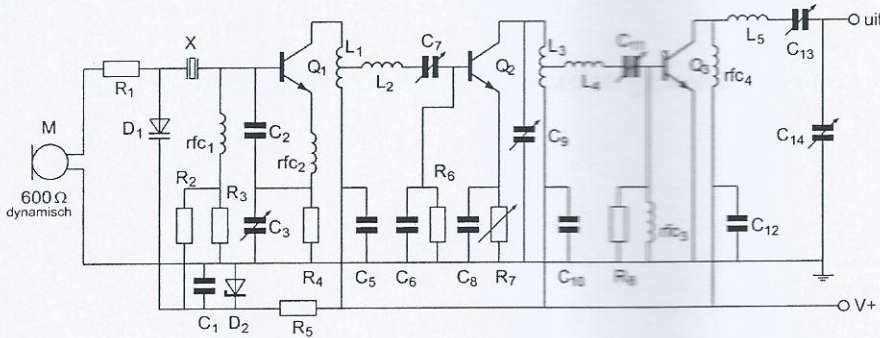 M
600 Ω
dynamisch
R1
D1
X
rfc1
R2
R3
C1
D2
C2
C3
Q1
rfc2
R4
R5
L1
L2
C5
C7
C6
R6
Q2
C8
R7
C9
L3
L4
C10
C11
R8
rfc3
Q3
rfc4
C12
L5
C13
C14
uit
V+